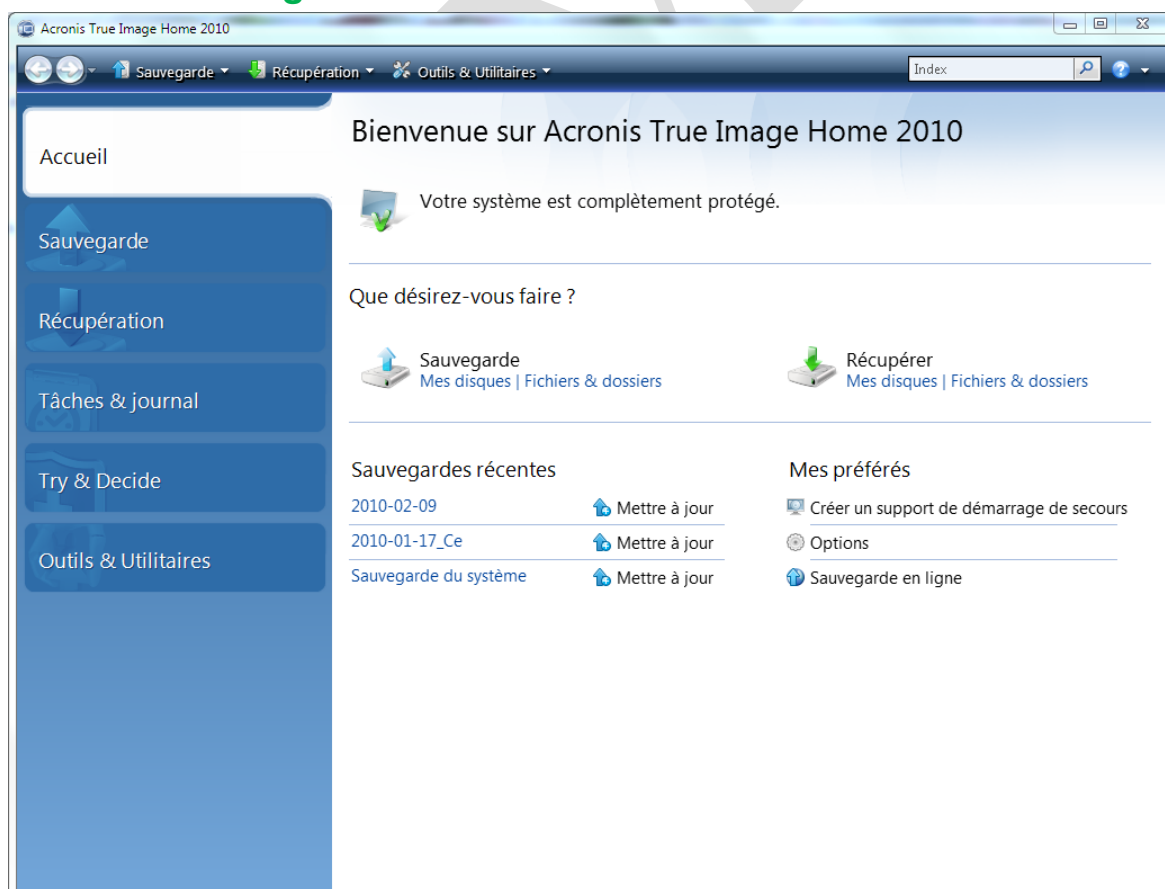 Acronis True Image Home 2010
Sauvegarde Récupération Outils & Utilitaires Index
Accueil
Sauvegarde
Récupération
Tâches & journal
Try & Decide
Outils & Utilitaires
Bienvenue sur Acronis True Image Home 2010
Votre système est complètement protégé.
Que désirez-vous faire ?
Sauvegarde
Mes disques | Fichiers & dossiers
Récupérer
Mes disques | Fichiers & dossiers
Sauvegardes récentes
2010-02-09 Mettre à jour
2010-01-17_Ce Mettre à jour
Sauvegarde du système Mettre à jour
Mes préférés
Créer un support de démarrage de secours
Options
Sauvegarde en ligne